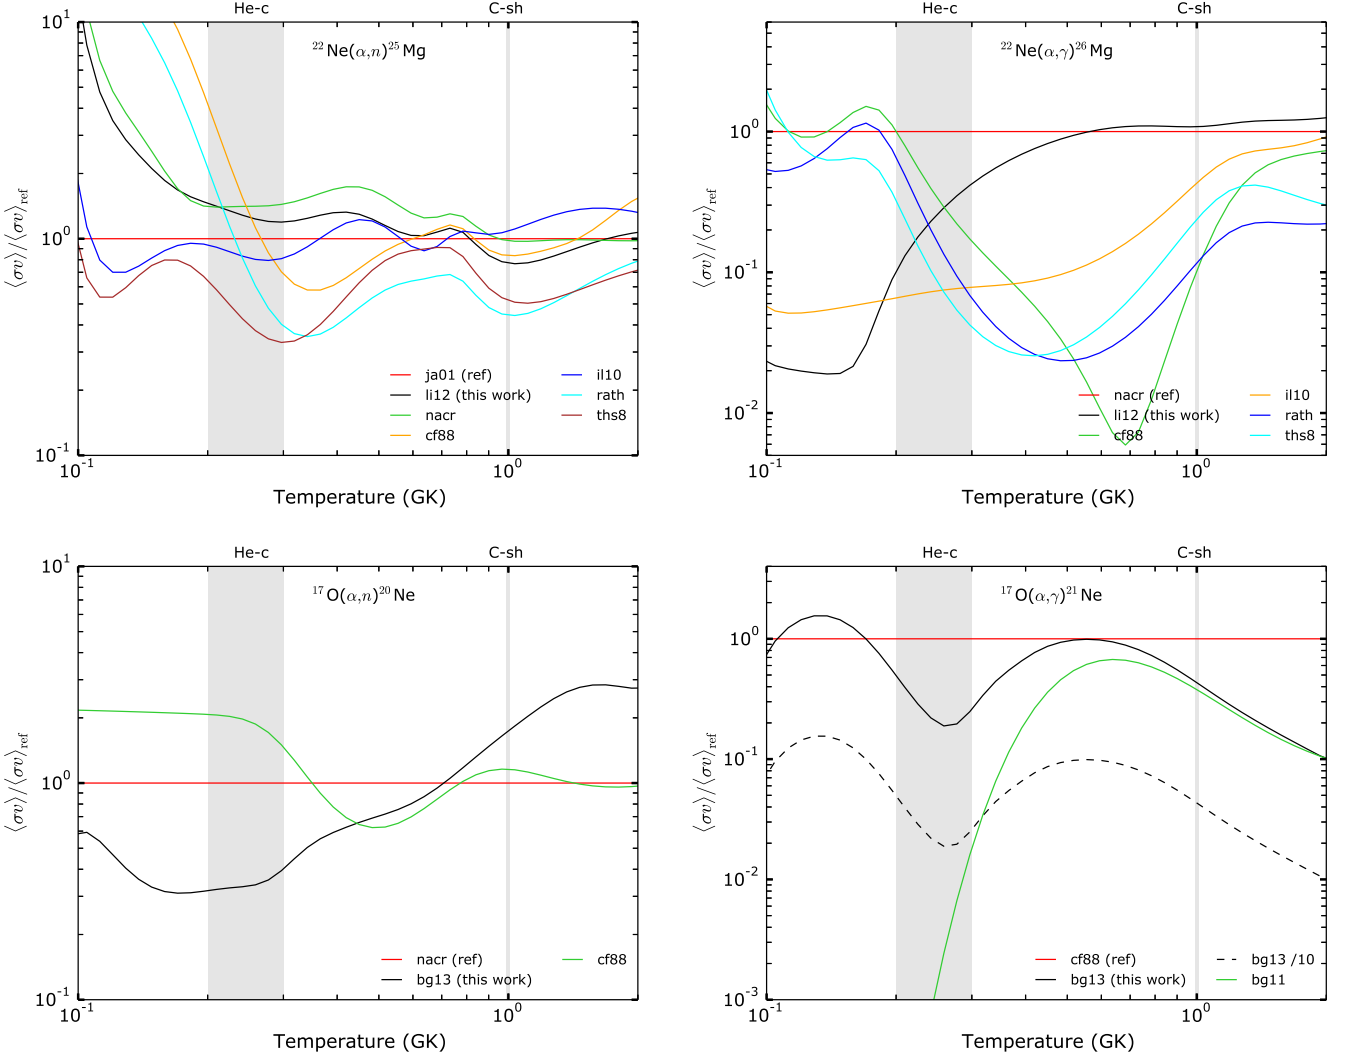 He-c C-sh
²²Ne(α,n)²⁵Mg
10¹
10⁰
10⁻¹
⟨σv⟩/⟨σv⟩ref
ja01 (ref)
li12 (this work)
nacr
cf88
il10
rath
ths8
10⁻¹ 10⁰
Temperature (GK)
He-c C-sh
²²Ne(α,γ)²⁶Mg
10⁰
10⁻¹
10⁻²
⟨σv⟩/⟨σv⟩ref
nacr (ref)
li12 (this work)
cf88
il10
rath
ths8
10⁻¹ 10⁰
Temperature (GK)
He-c C-sh
¹⁷O(α,n)²⁰Ne
10¹
10⁰
10⁻¹
⟨σv⟩/⟨σv⟩ref
nacr (ref)
bg13 (this work)
cf88
10⁻¹ 10⁰
Temperature (GK)
He-c C-sh
¹⁷O(α,γ)²¹Ne
10⁰
10⁻¹
10⁻²
10⁻³
⟨σv⟩/⟨σv⟩ref
cf88 (ref)
bg13 (this work)
bg13 /10
bg11
10⁻¹ 10⁰
Temperature (GK)